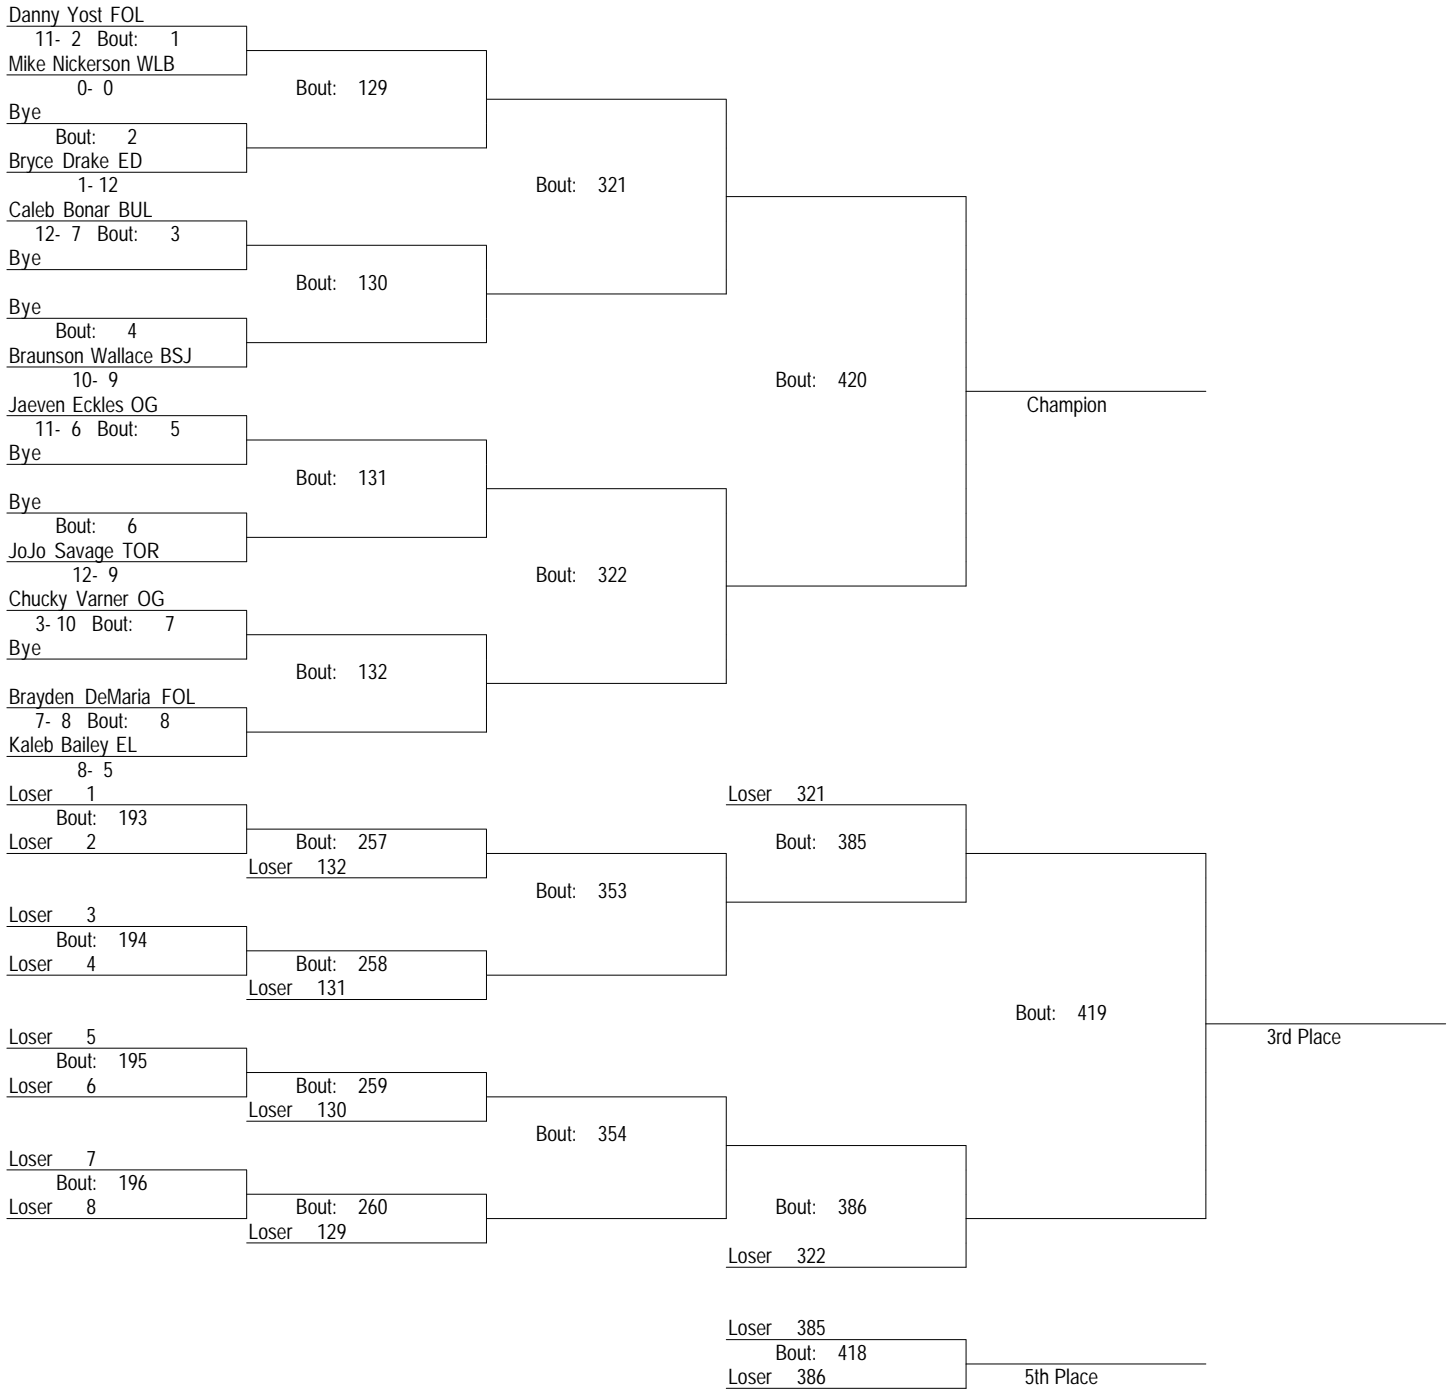 Danny Yost FOL
11- 2 Bout: 1
Mike Nickerson WLB
0- 0
Bout: 129
Bye
Bout: 2
Bryce Drake ED
1- 12
Bout: 321
Caleb Bonar BUL
12- 7 Bout: 3
Bye
Bout: 130
Bye
Bout: 4
Braunson Wallace BSJ
10- 9
Bout: 420
Champion
Jaeven Eckles OG
11- 6 Bout: 5
Bye
Bout: 131
Bye
Bout: 6
JoJo Savage TOR
12- 9
Bout: 322
Chucky Varner OG
3- 10 Bout: 7
Bye
Bout: 132
Brayden DeMaria FOL
7- 8 Bout: 8
Kaleb Bailey EL
8- 5
Loser 1
Bout: 193
Loser 2
Bout: 257
Loser 132
Loser 321
Bout: 385
Bout: 353
Loser 3
Bout: 194
Loser 4
Bout: 258
Loser 131
Bout: 419
3rd Place
Loser 5
Bout: 195
Loser 6
Bout: 259
Loser 130
Bout: 354
Loser 7
Bout: 196
Loser 8
Bout: 260
Loser 129
Bout: 386
Loser 322
Loser 385
Bout: 418
Loser 386
5th Place